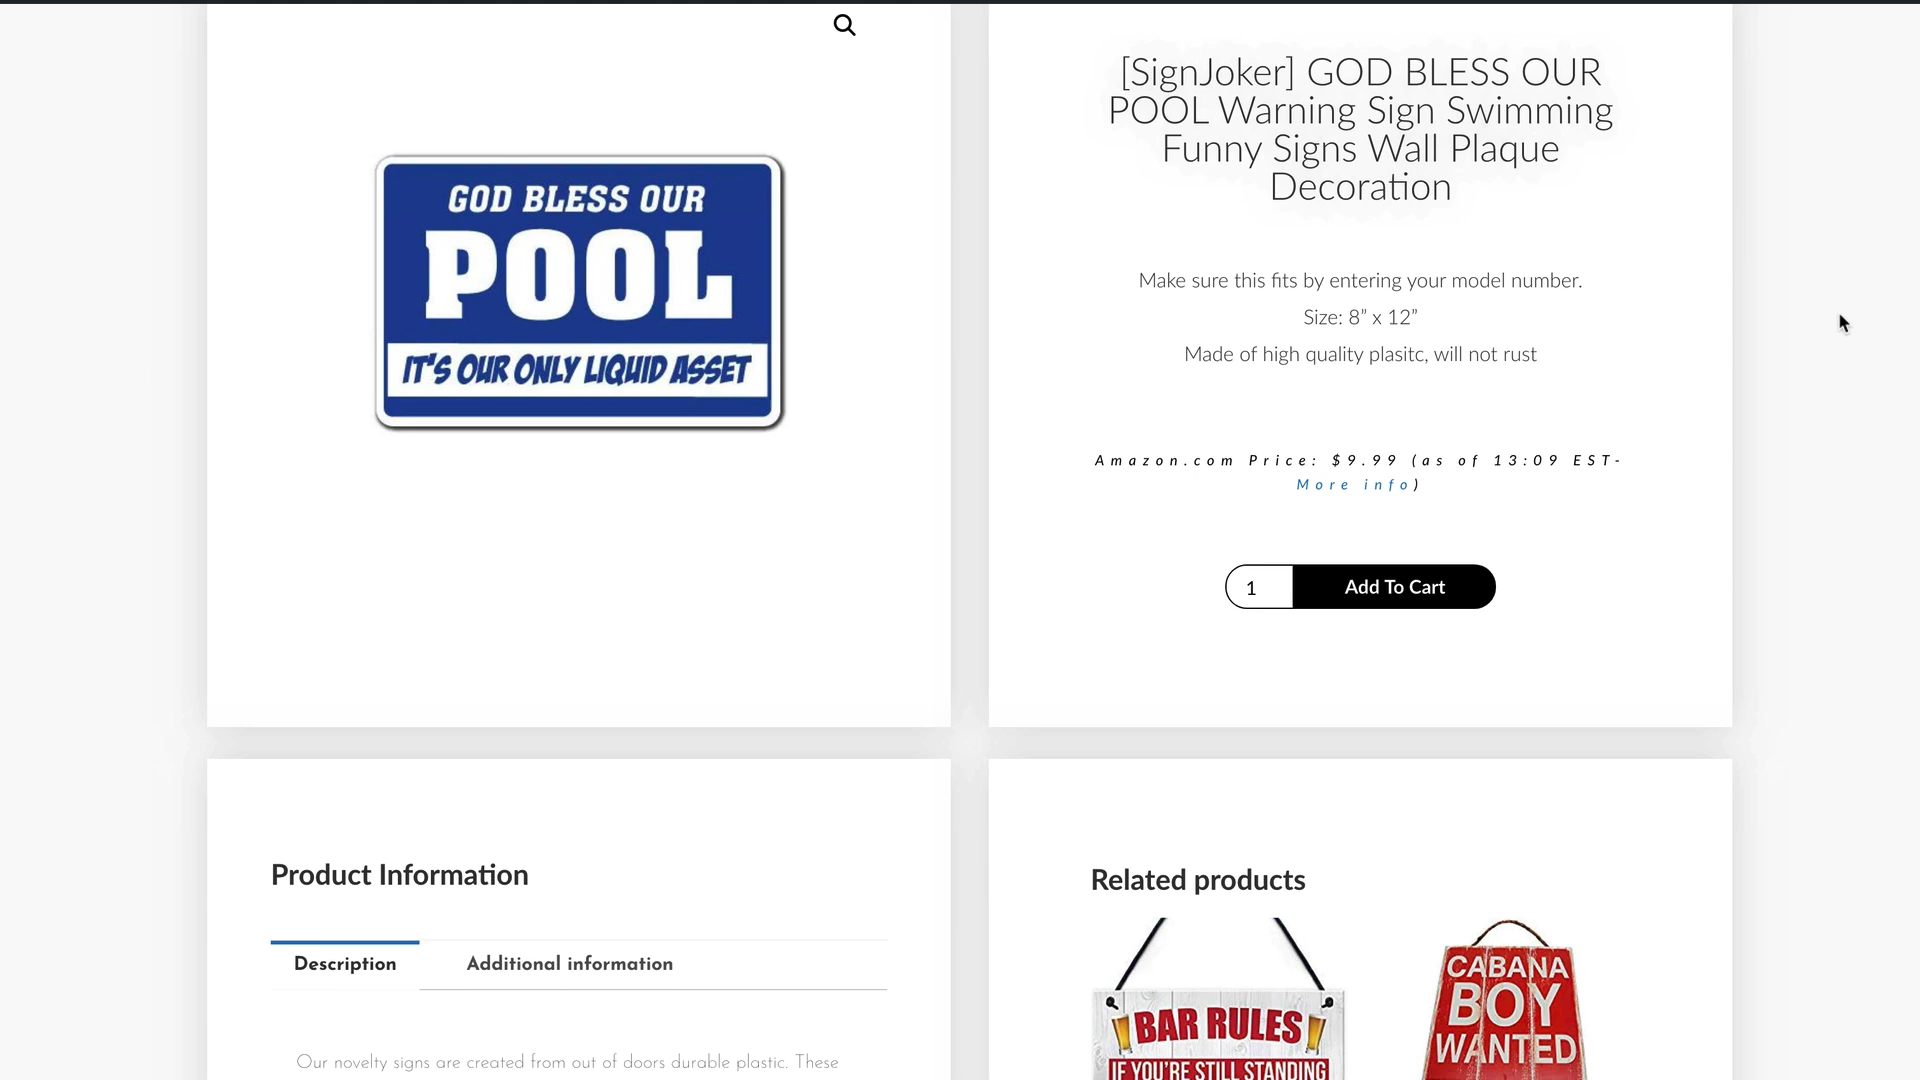 GOD BLESS OUR
POOL
IT'S OUR ONLY LIQUID ASSET
[SignJoker] GOD BLESS OUR
POOL Warning Sign Swimming
Funny Signs Wall Plaque
Decoration
Make sure this fits by entering your model number.
Size: 8” x 12”
Made of high quality plasitc, will not rust
Amazon.com Price: $9.99 (as of 13:09 EST-
More info)
1
Add To Cart
Product Information
Description
Additional information
Our novelty signs are created from out of doors durable plastic. These
Related products
BAR RULES
IF YOU'RE STILL STANDING
CABANA
BOY
WANTED